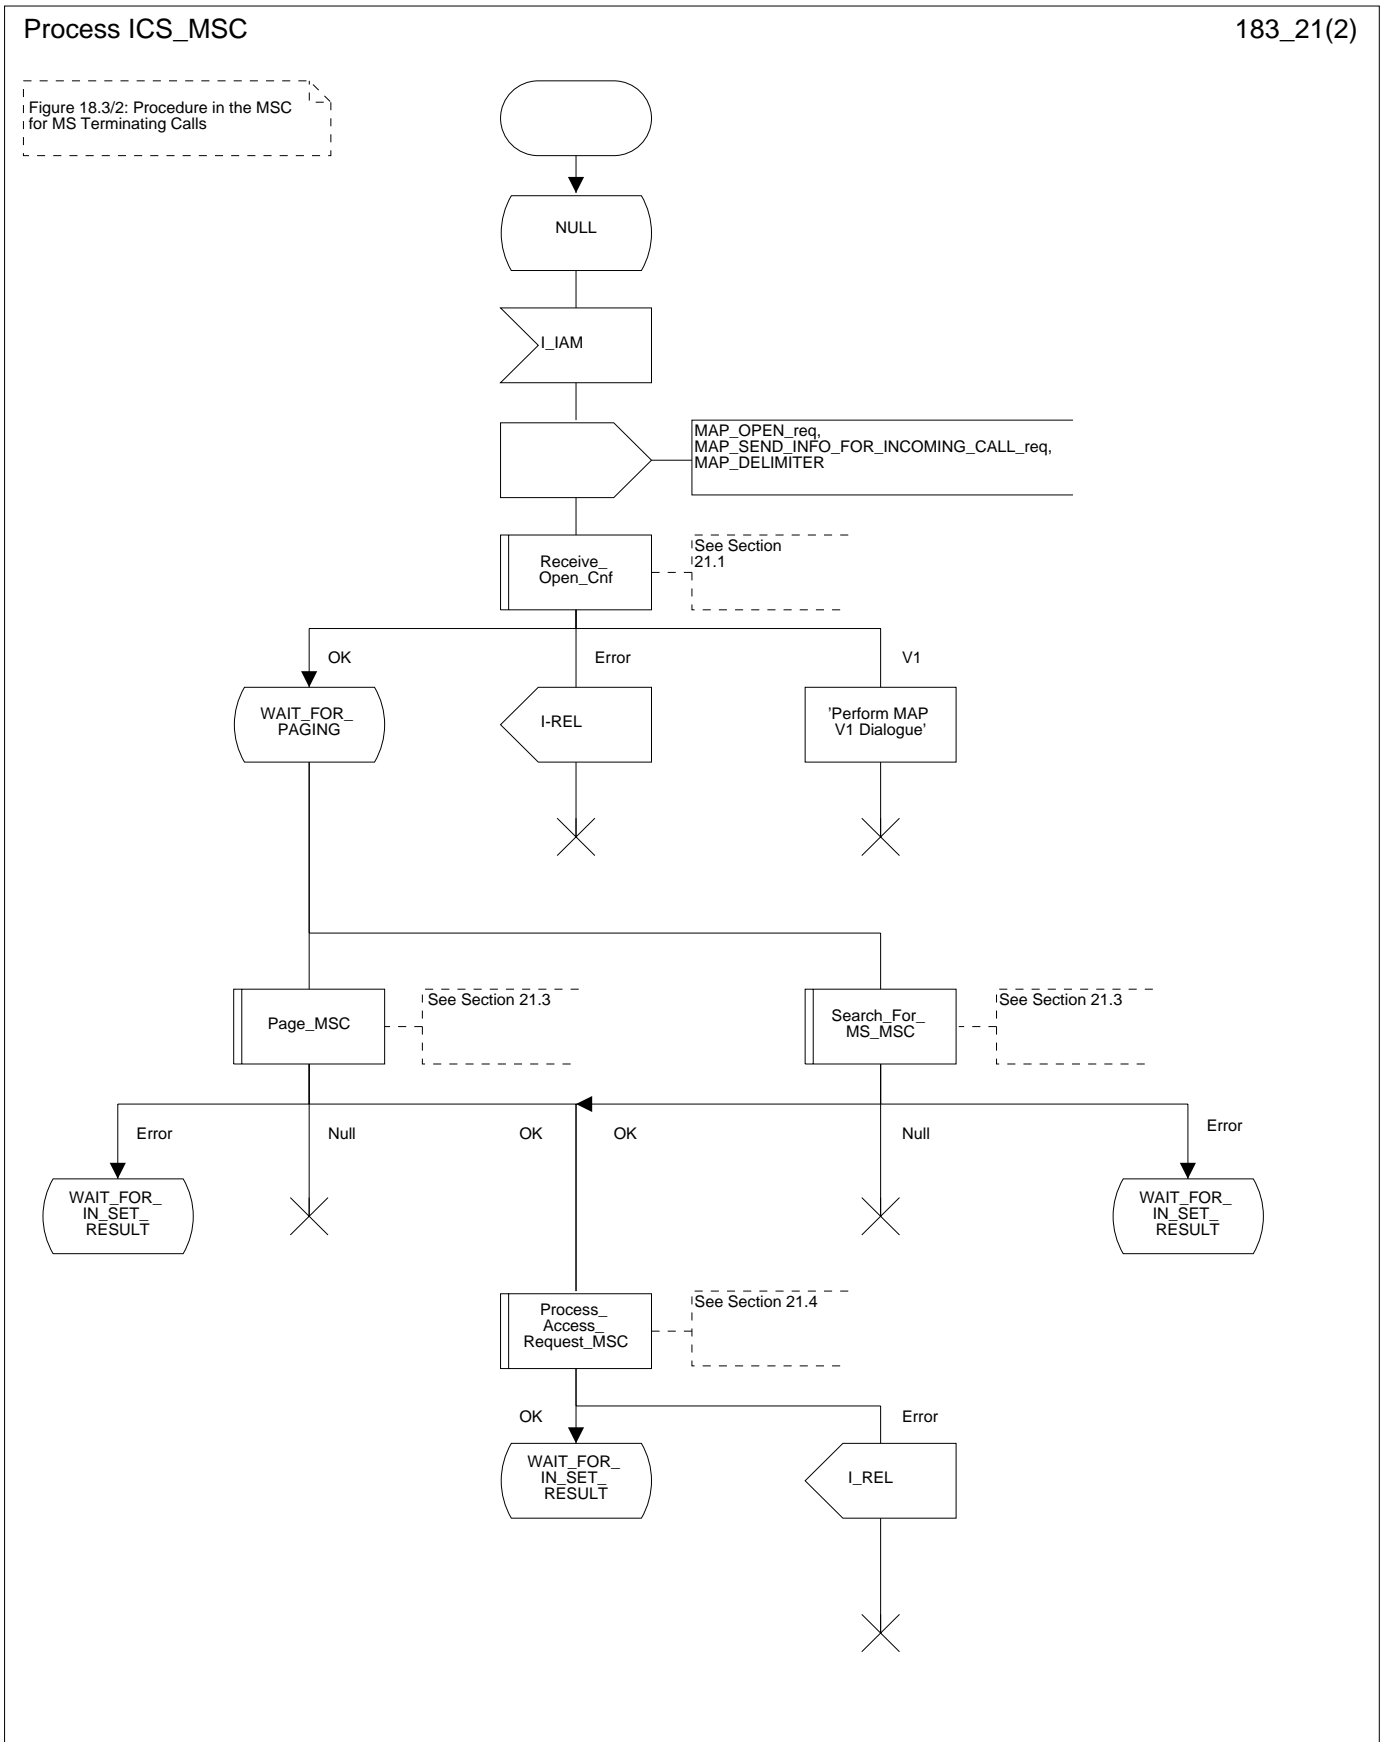 Process ICS_MSC
183_21(2)
Figure 18.3/2: Procedure in the MSC
for MS Terminating Calls
NULL
I_IAM
MAP_OPEN_req,
MAP_SEND_INFO_FOR_INCOMING_CALL_req,
MAP_DELIMITER
Receive_
Open_Cnf
See Section
21.1
OK
Error
V1
WAIT_FOR_
PAGING
I-REL
'Perform MAP
V1 Dialogue'
Page_MSC
See Section 21.3
Search_For_
MS_MSC
See Section 21.3
Error
Null
OK
OK
Null
Error
WAIT_FOR_
IN_SET_
RESULT
WAIT_FOR_
IN_SET_
RESULT
Process_
Access_
Request_MSC
See Section 21.4
OK
Error
WAIT_FOR_
IN_SET_
RESULT
I_REL